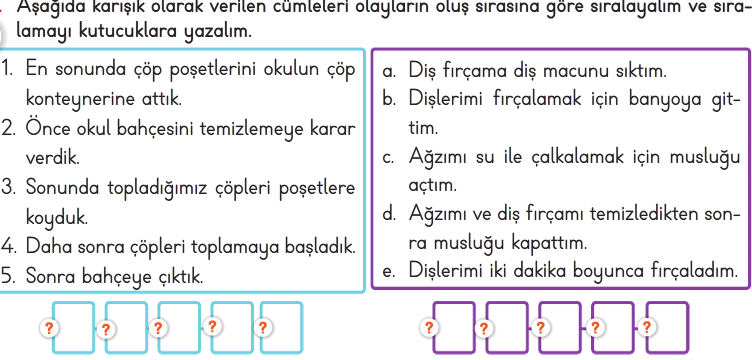 Aşağıda karışık olarak verilen cümleleri olayların oluş sırasına göre sıralayalım ve sıra-
lamayı kutucuklara yazalım.
1. En sonunda çöp poşetlerini okulun çöp
konteynerine attık.
2. Önce okul bahçesini temizlemeye karar
verdik.
3. Sonunda topladığımız çöpleri poşetlere
koyduk.
4. Daha sonra çöpleri toplamaya başladık.
5. Sonra bahçeye çıktık.
a. Diş fırçama diş macunu sıktım.
b. Dişlerimi fırçalamak için banyoya git-
tim.
c. Ağzımı su ile çalkalamak için musluğu
açtım.
d. Ağzımı ve diş fırçamı temizledikten son-
ra musluğu kapattım.
e. Dişlerimi iki dakika boyunca fırçaladım.
? ? ? ? ?
? ? ? ? ?